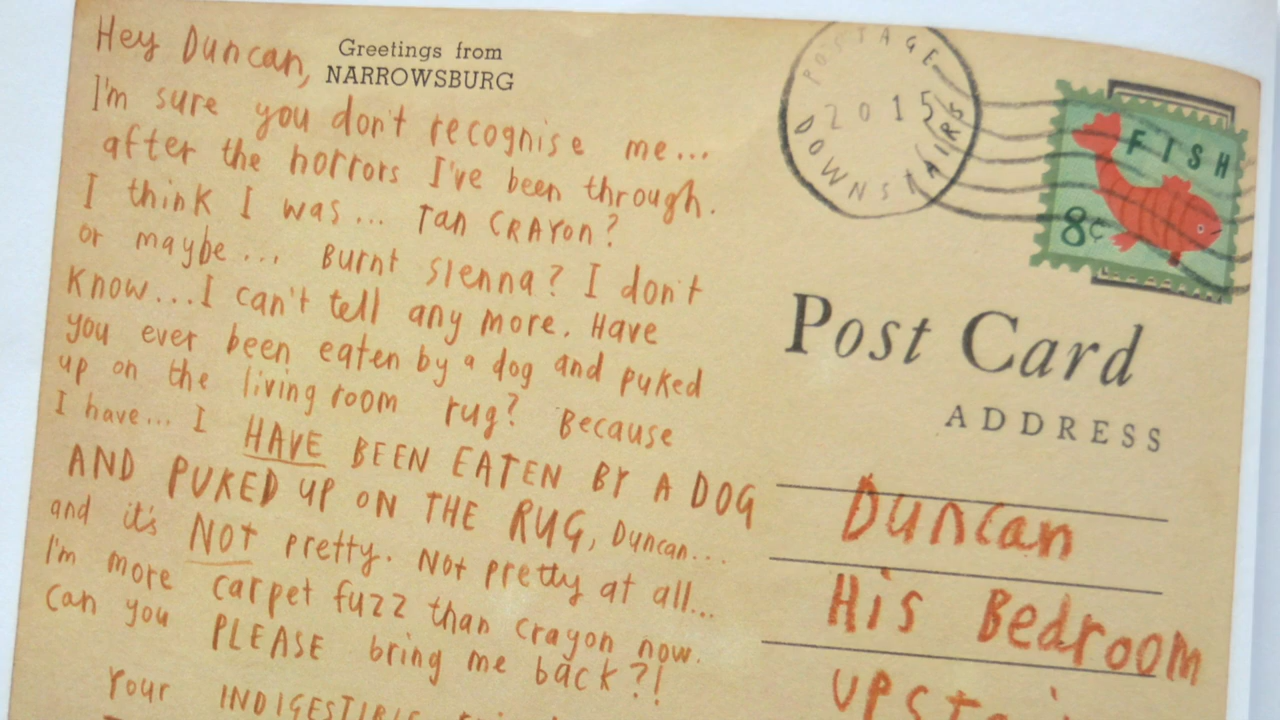 Hey Duncan,
Greetings from
NARROWSBURG
I'm sure you don't recognise me...
after the horrors I've been through.
I think I was... Tan CRAYon?
or maybe... Burnt Sienna? I don't
know...I can't tell any more. Have
you ever been eaten by a dog and puked
up on the living room rug? Because
I have... I HAVE BEEN EATEN BY A DOG
AND PUKED UP ON THE RUG, Duncan...
and it's NOT pretty. Not pretty at all...
I'm more carpet fuzz than crayon now.
Can you PLEASE bring me back?!
Your INDIGESTIBLE
POSTAGE
2015
DOWNSTAIRS
FISH
8¢
Post Card
ADDRESS
Duncan
His Bedroom